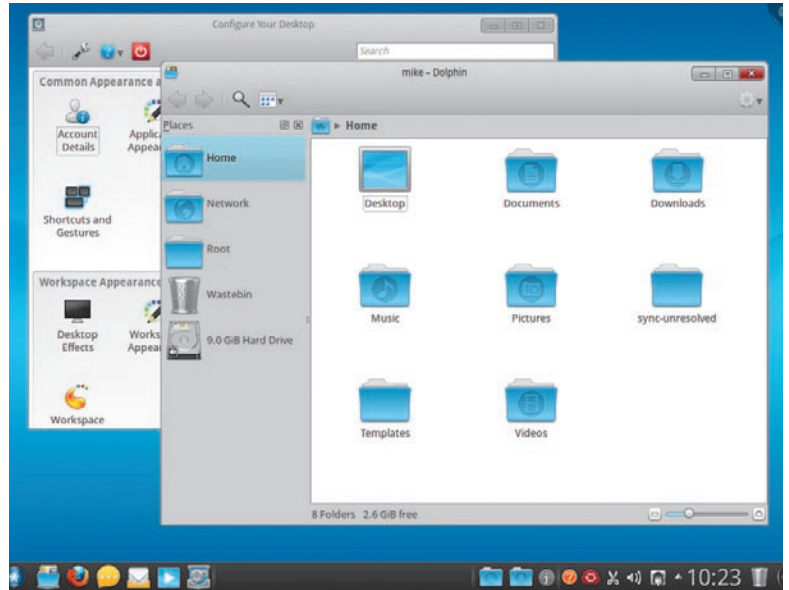 Configure Your Desktop
Search
Common Appearance a
Account
Details
Applic
Appea
Shortcuts and
Gestures
Workspace Appearance
Desktop
Effects
Works
Appea
Workspace
mike – Dolphin
Places
Home
Network
Root
Wastebin
9.0 GiB Hard Drive
Home
Desktop
Documents
Downloads
Music
Pictures
sync-unresolved
Templates
Videos
8 Folders 2.6 GiB free
10:23